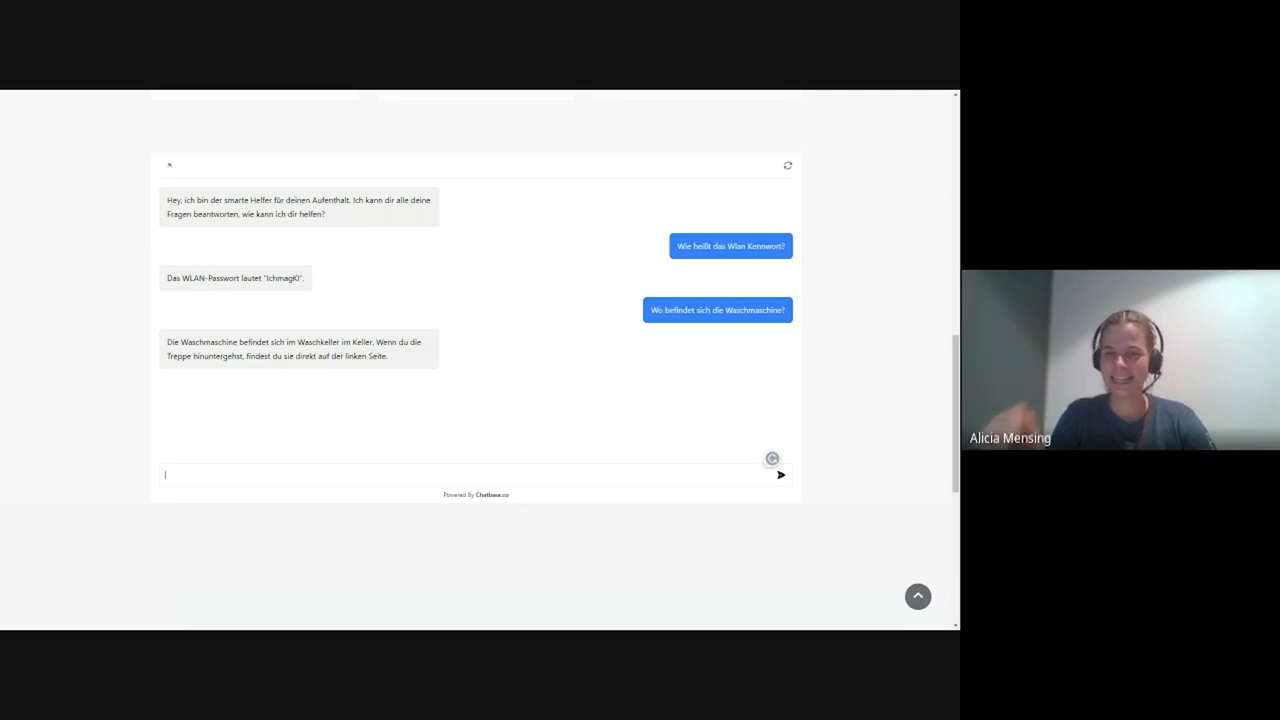 Hey, ich bin der smarte Helfer für deinen Aufenthalt. Ich kann dir alle deine
Fragen beantworten, wie kann ich dir helfen?
Wie heißt das Wlan Kennwort?
Das WLAN-Passwort lautet "IchmagKI".
Wo befindet sich die Waschmaschine?
Die Waschmaschine befindet sich im Waschkeller im Keller. Wenn du die
Treppe hinuntergehst, findest du sie direkt auf der linken Seite.
Powered By Chatbase.co
Alicia Mensing